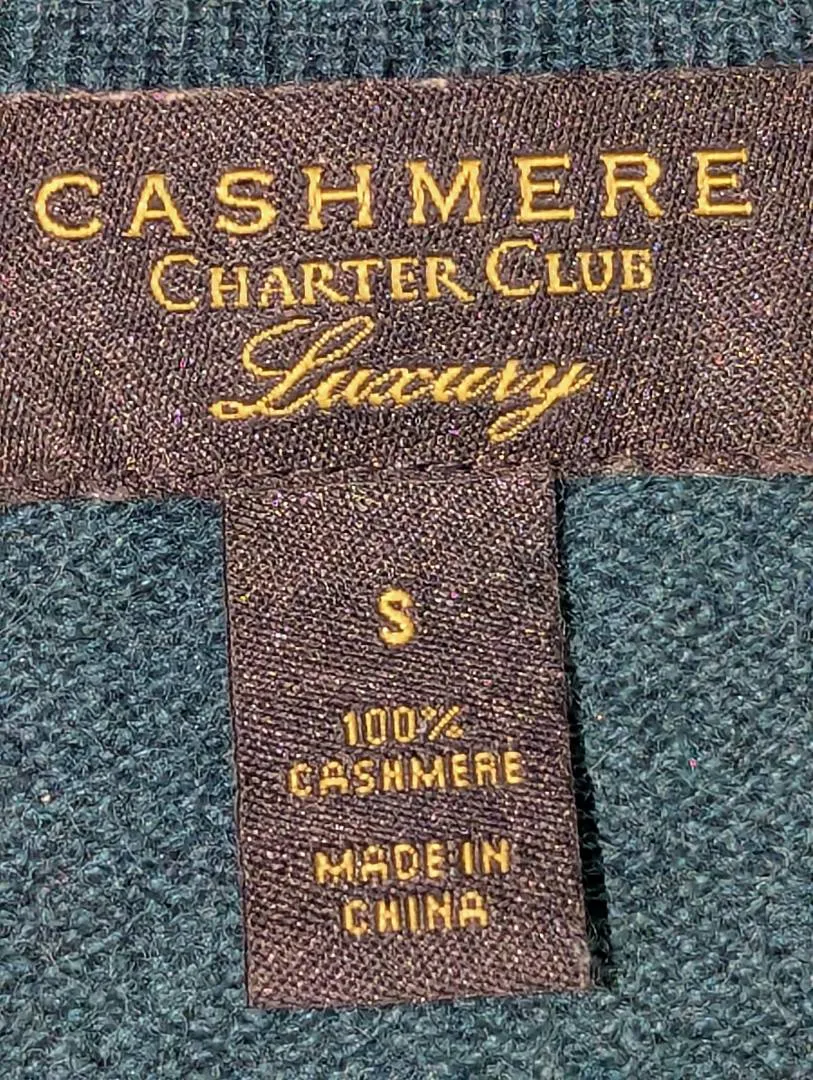 CASHMERE
CHARTER CLUB
Luxury
S
100%
CASHMERE
MADE IN
CHINA